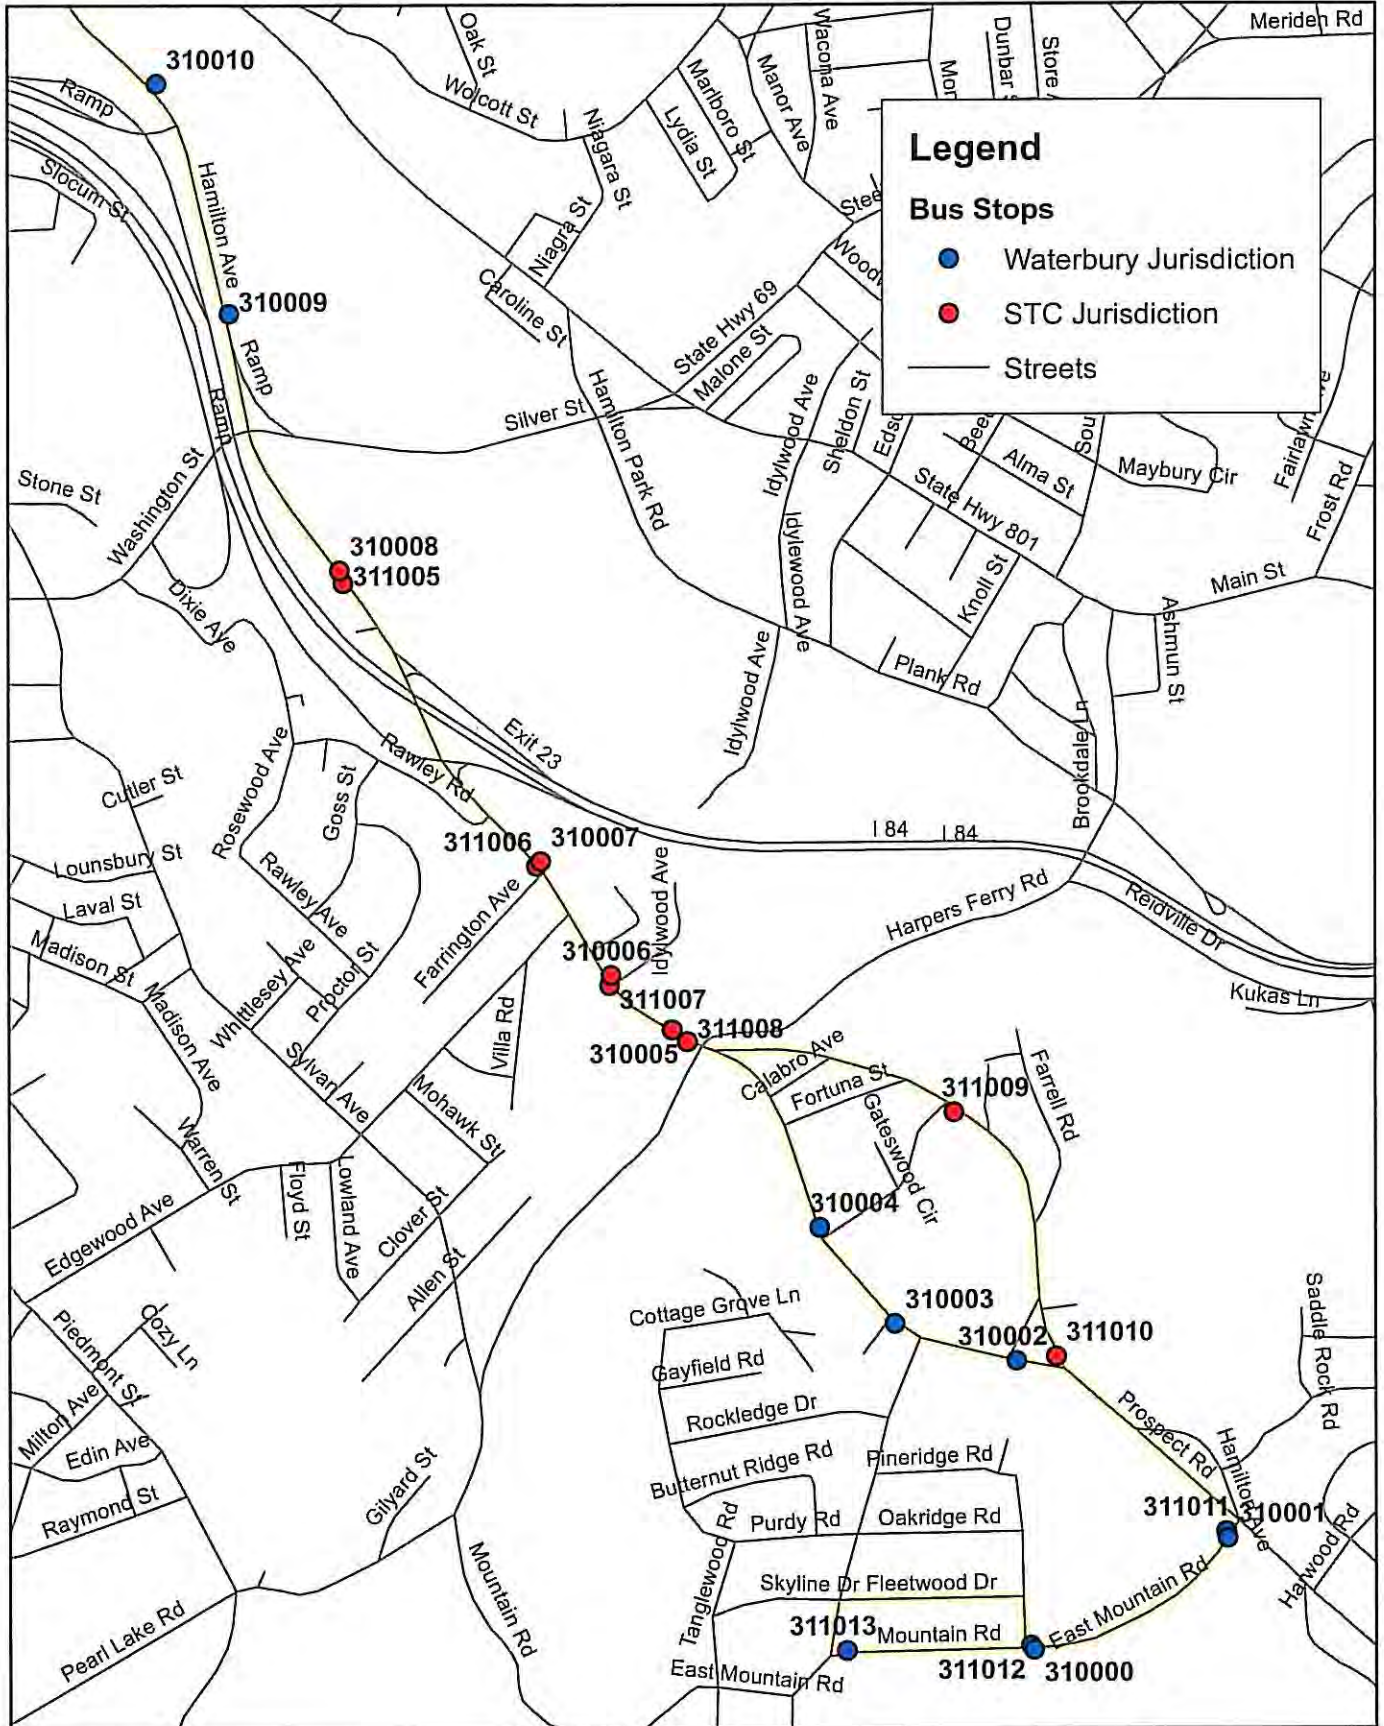 Meriden Rd
310010
Oak St
Wolcott St
Marlboro St
Lydia St
Manor Ave
Wacona Ave
Dunbar S
Store
Mor
Ramp
Slocum St
Hamilton Ave
Niagara St
Niagra St
Caroline St
Stee
Woodw
Legend
Bus Stops
Waterbury Jurisdiction
STC Jurisdiction
Streets
310009
Ramp
Ramp
State Hwy 69
Malone St
Silver St
Hamilton Park Rd
Idylwood Ave
Sheldon St
Eds
Beec
Sou
Alma St
Maybury Cir
Fairlawn
ve
Frost Rd
Stone St
Washington St
State Hwy 801
310008
311005
Dixie Ave
Idylewood Ave
Knoll St
Main St
Ashmun St
Plank Rd
Idylwood Ave
Brookdale Ln
Exit 23
Rawley Rd
Rosewood Ave
Goss St
Cutler St
I 84
I 84
311006
310007
Lounsbury St
Laval St
Rawley Ave
Farrington Ave
Idylwood Ave
Harpers Ferry Rd
Reidville Dr
Madison St
Whittlesey Ave
Proctor St
310006
311007
Kukas Ln
Madison Ave
Villa Rd
311008
310005
Sylvan Ave
Calabro Ave
Fortuna St
311009
Farrell Rd
Mohawk St
Gateswood Cir
Warren St
Floyd St
Lowland Ave
Clover St
310004
Edgewood Ave
Allen St
Cottage Grove Ln
310003
310002
311010
Saddle Rock Rd
Piedmont St
Cozy Ln
Gayfield Rd
Rockledge Dr
Prospect Rd
Milton Ave
Edin Ave
Butternut Ridge Rd
Pineridge Rd
Hamilton Ave
Raymond St
Gilyard St
Purdy Rd
Oakridge Rd
311011
310001
Harwood Rd
Mountain Rd
Tanglewood Rd
Skyline Dr
Fleetwood Dr
East Mountain Rd
311013
Mountain Rd
Pearl Lake Rd
East Mountain Rd
311012
310000